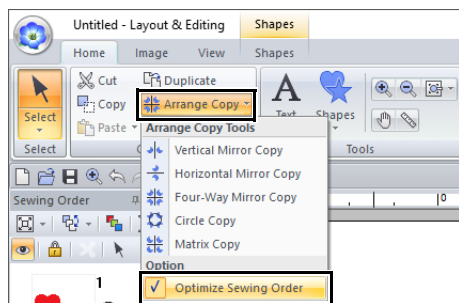 Untitled - Layout & Editing
Shapes
Home
Image
View
Shapes
Select
Select
Cut
Copy
Paste
Duplicate
Arrange Copy
Text
Shapes
Tools
Arrange Copy Tools
Vertical Mirror Copy
Horizontal Mirror Copy
Four-Way Mirror Copy
Circle Copy
Matrix Copy
Option
Optimize Sewing Order
Sewing Order
0
1